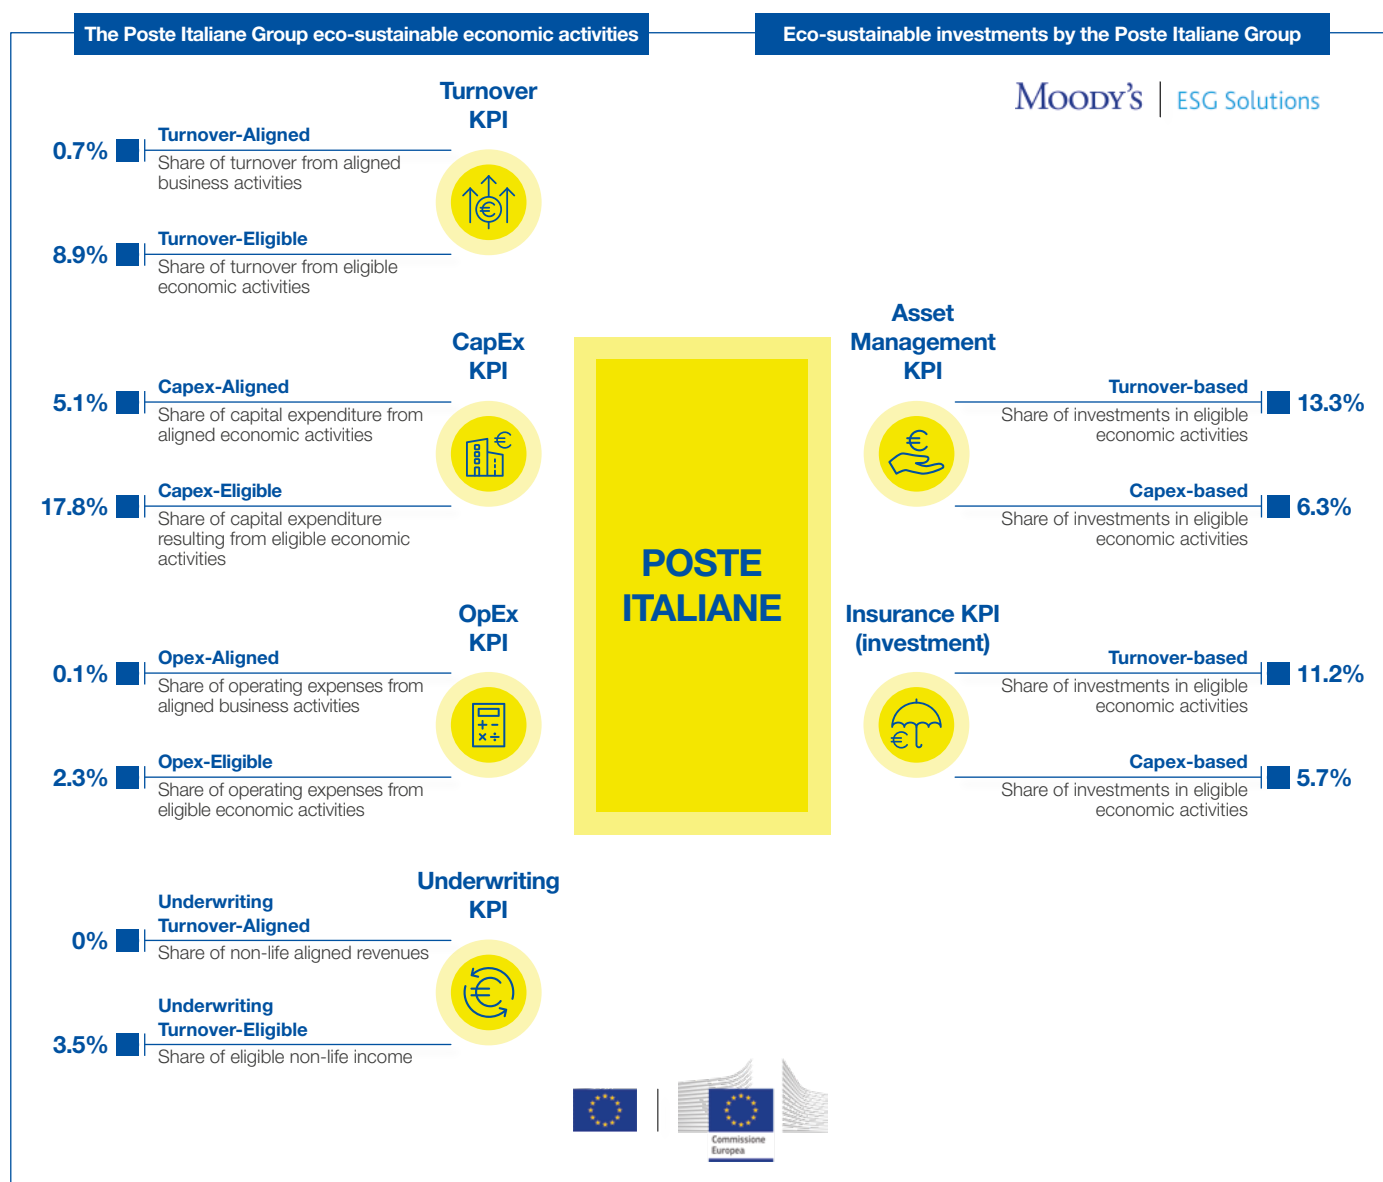 The Poste Italiane Group eco-sustainable economic activities
Eco-sustainable investments by the Poste Italiane Group
MOODY'S | ESG Solutions
Turnover
KPI
0.7%
Turnover-Aligned
Share of turnover from aligned
business activities
8.9%
Turnover-Eligible
Share of turnover from eligible
economic activities
CapEx
KPI
5.1%
Capex-Aligned
Share of capital expenditure from
aligned economic activities
17.8%
Capex-Eligible
Share of capital expenditure
resulting from eligible economic
activities
OpEx
KPI
0.1%
Opex-Aligned
Share of operating expenses from
aligned business activities
2.3%
Opex-Eligible
Share of operating expenses from
eligible economic activities
Underwriting
KPI
0%
Underwriting
Turnover-Aligned
Share of non-life aligned revenues
3.5%
Underwriting
Turnover-Eligible
Share of eligible non-life income
POSTE
ITALIANE
Asset
Management
KPI
Turnover-based
Share of investments in eligible
economic activities
13.3%
Capex-based
Share of investments in eligible
economic activities
6.3%
Insurance KPI
(investment)
Turnover-based
Share of investments in eligible
economic activities
11.2%
Capex-based
Share of investments in eligible
economic activities
5.7%
Commissione
Europea